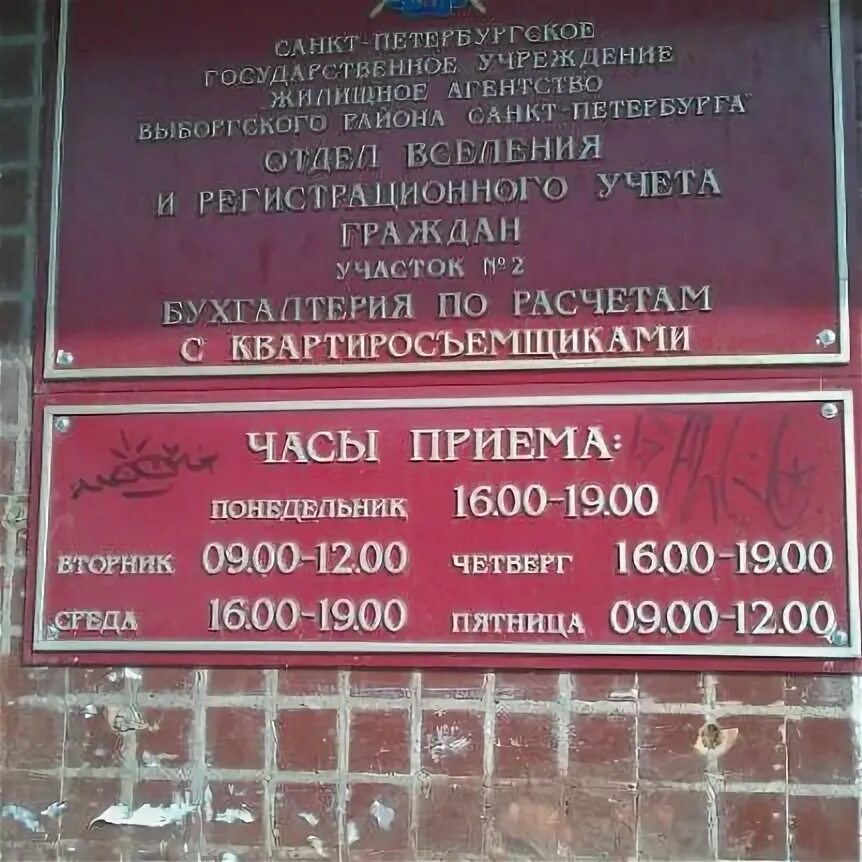 САНКТ-ПЕТЕРБУРГСКОЕ
ГОСУДАРСТВЕННОЕ УЧРЕЖДЕНИЕ
ЖИЛИЩНОЕ АГЕНТСТВО
ВЫБОРГСКОГО РАЙОНА САНКТ-ПЕТЕРБУРГА"
ОТДЕЛ ВСЕЛЕНИЯ
И РЕГИСТРАЦИОННОГО УЧЕТА
ГРАЖДАН
УЧАСТОК №2
БУХГАЛТЕРИЯ ПО РАСЧЕТАМ
С КВАРТИРОСЪЕМЩИКАМИ
ЧАСЫ ПРИЕМА:
ПОНЕДЕЛЬНИК 16.00-19.00
ВТОРНИК 09.00-12.00 ЧЕТВЕРГ 16.00-19.00
СРЕДА 16.00-19.00 ПЯТНИЦА 09.00-12.00